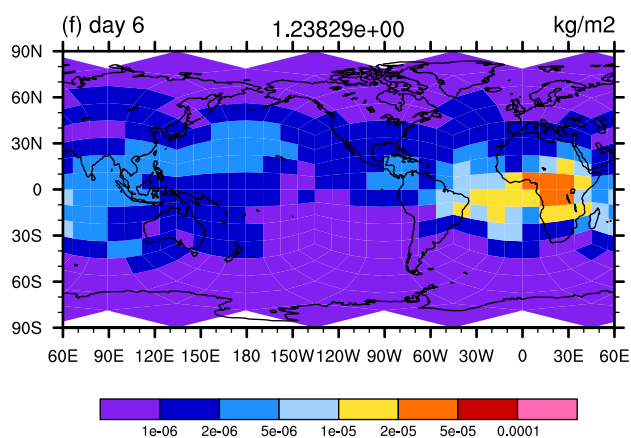 (f) day 6 1.23829e+00 kg/m2
90N
60N
30N
0
30S
60S
90S
60E 90E 120E 150E 180 150W 120W 90W 60W 30W 0 30E 60E
1e-06 2e-06 5e-06 1e-05 2e-05 5e-05 0.0001